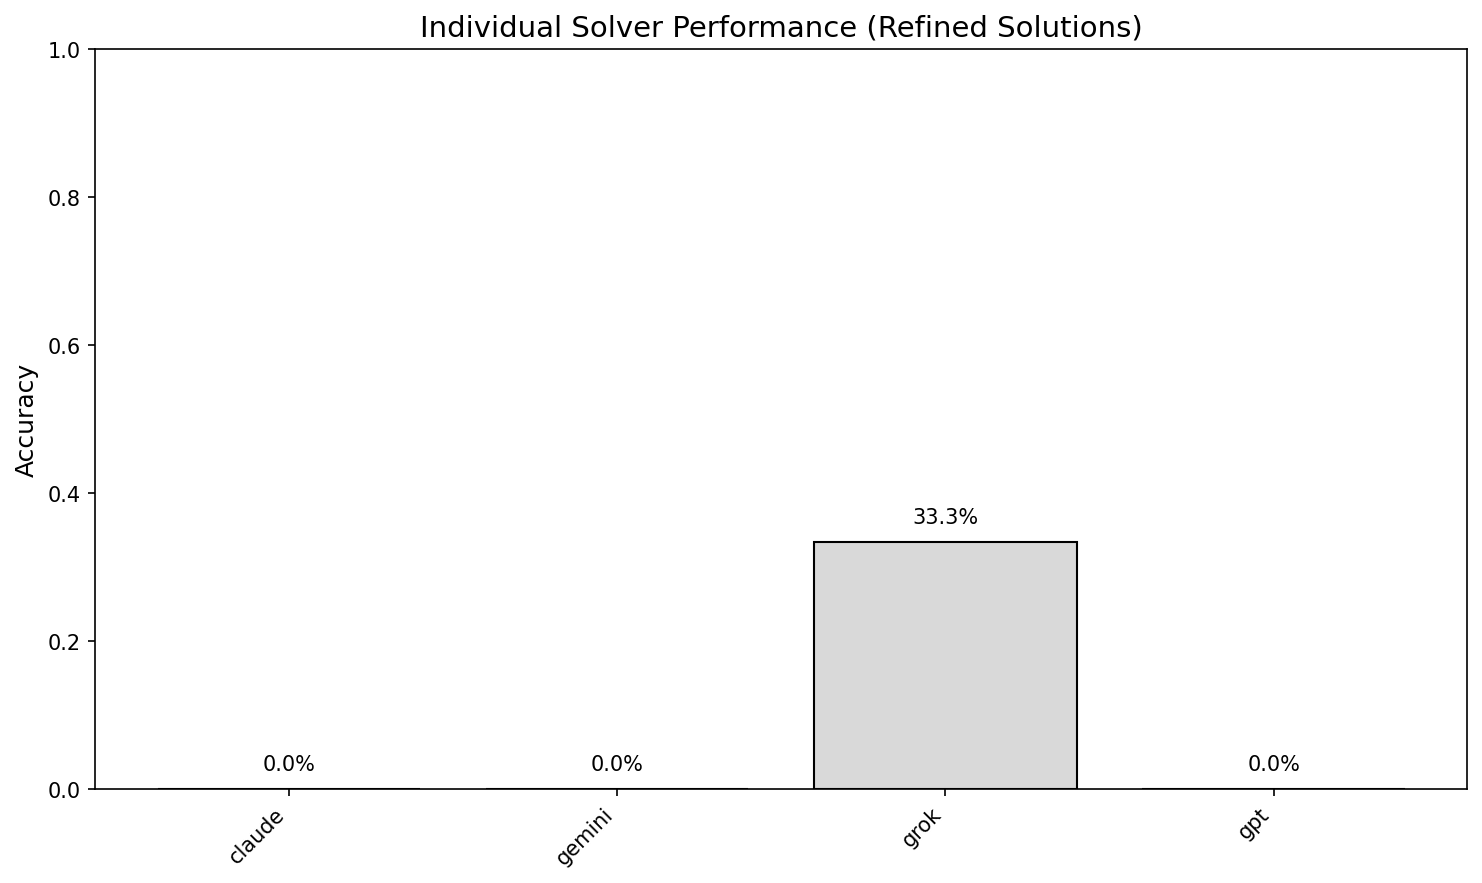 Individual Solver Performance (Refined Solutions)
Accuracy
1.0
0.8
0.6
0.4
0.2
0.0
0.0%
0.0%
33.3%
0.0%
claude
gemini
grok
gpt